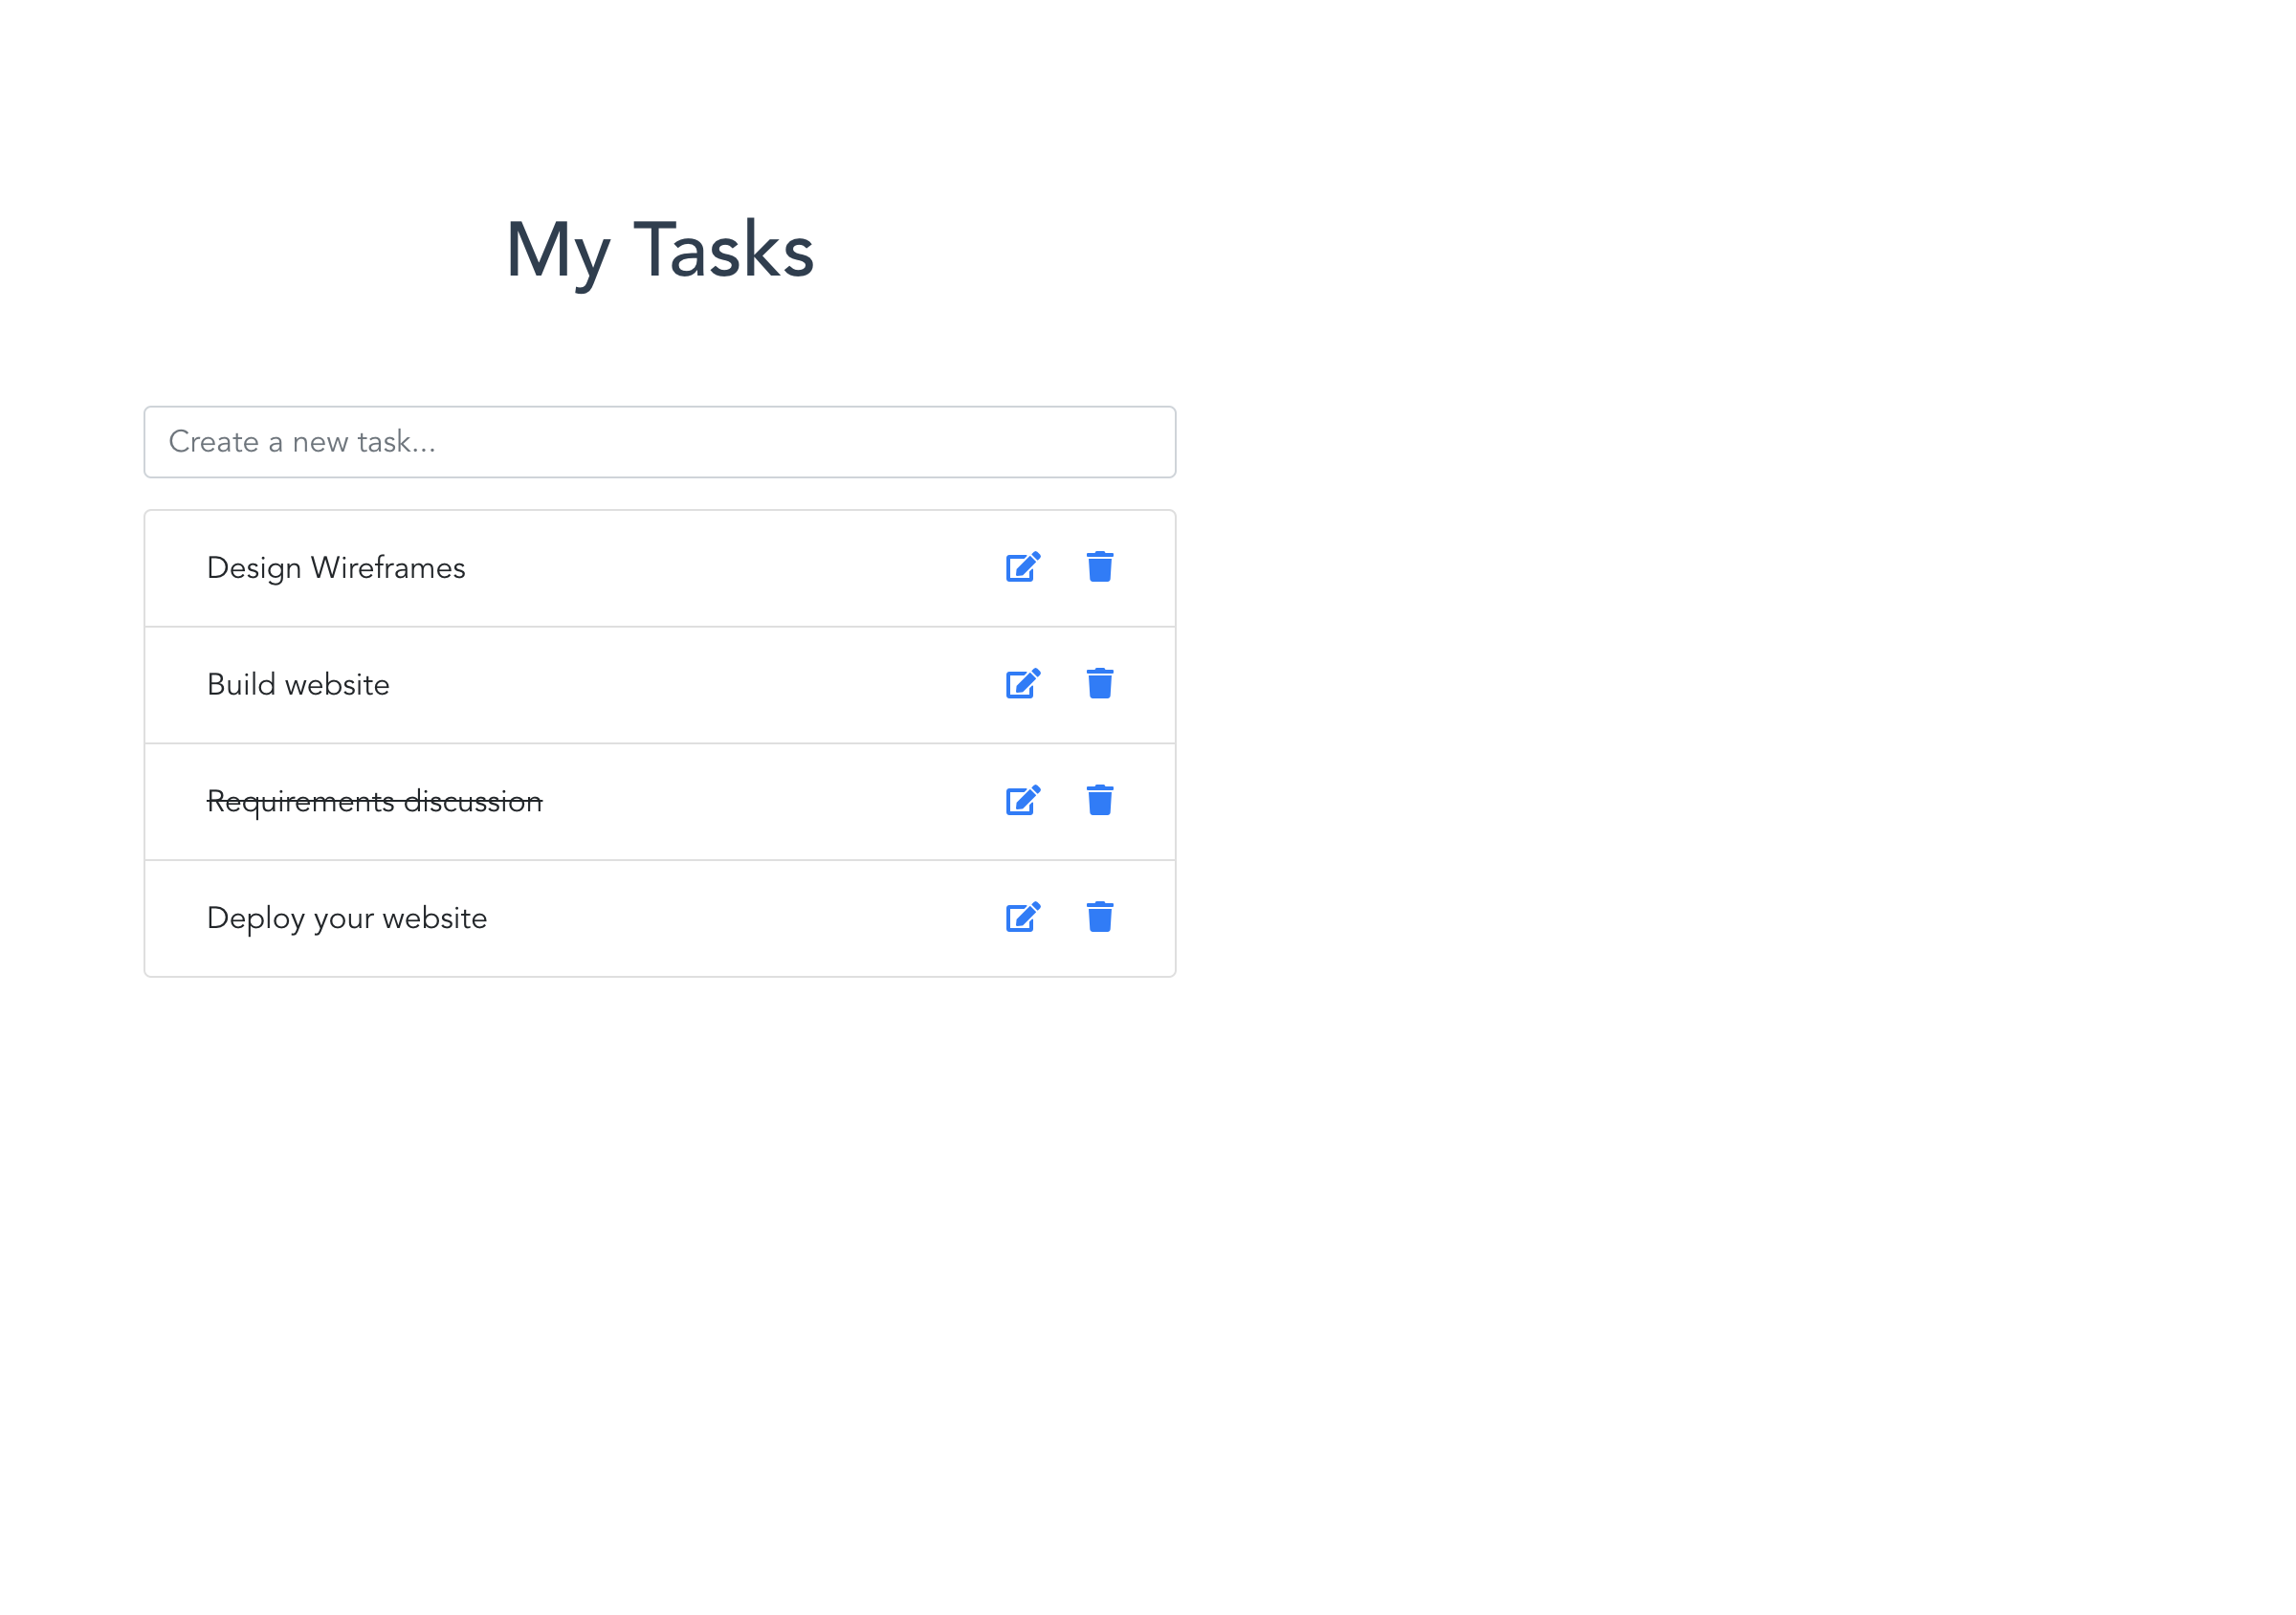 My Tasks
Create a new task...
Design Wireframes
Build website
Requirements discussion
Deploy your website